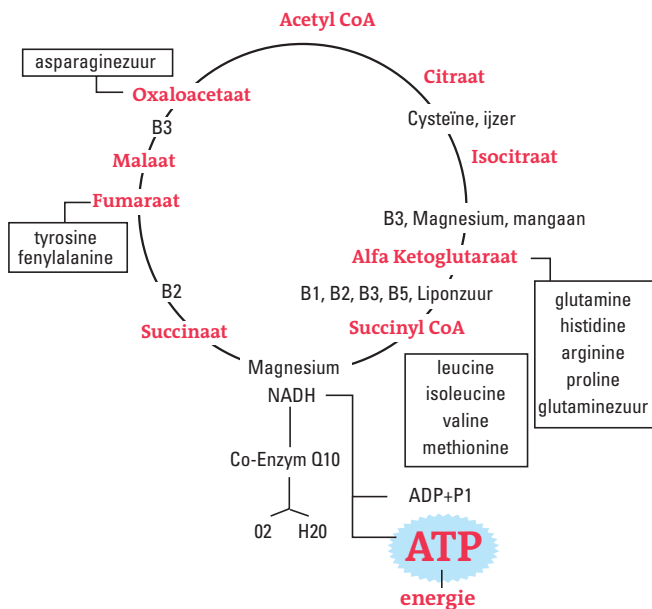 Acetyl CoA
asparaginezuur
Oxaloacetaat
Citraat
Cysteïne, ijzer
B3
Malaat
Isocitraat
Fumaraat
tyrosine
fenylalanine
B3, Magnesium, mangaan
Alfa Ketoglutaraat
B2
B1, B2, B3, B5, Liponzuur
glutamine
histidine
arginine
proline
glutaminezuur
Succinaat
Succinyl CoA
leucine
isoleucine
valine
methionine
Magnesium
NADH
Co-Enzym Q10
02
H20
ADP+P1
ATP
energie